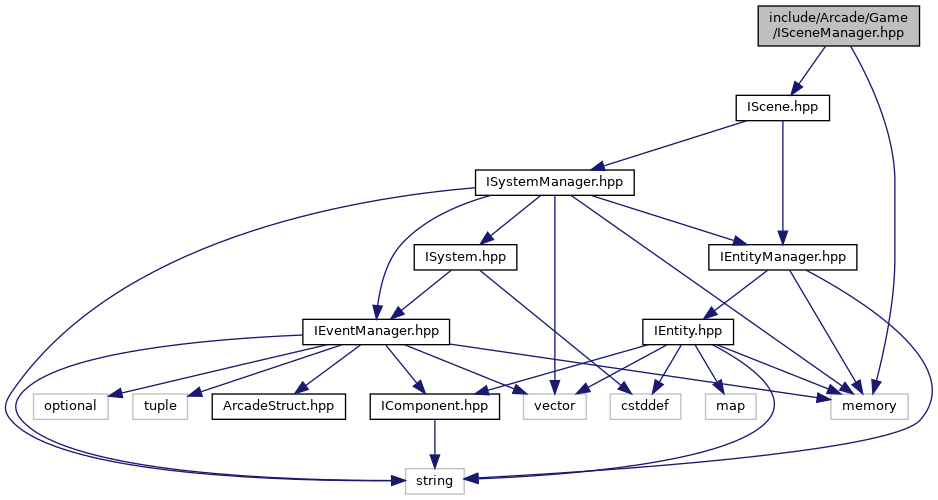 include/Arcade/Game
/ISceneManager.hpp
IScene.hpp
ISystemManager.hpp
ISystem.hpp
IEntityManager.hpp
IEventManager.hpp
IEntity.hpp
optional
tuple
ArcadeStruct.hpp
IComponent.hpp
vector
cstddef
map
memory
string